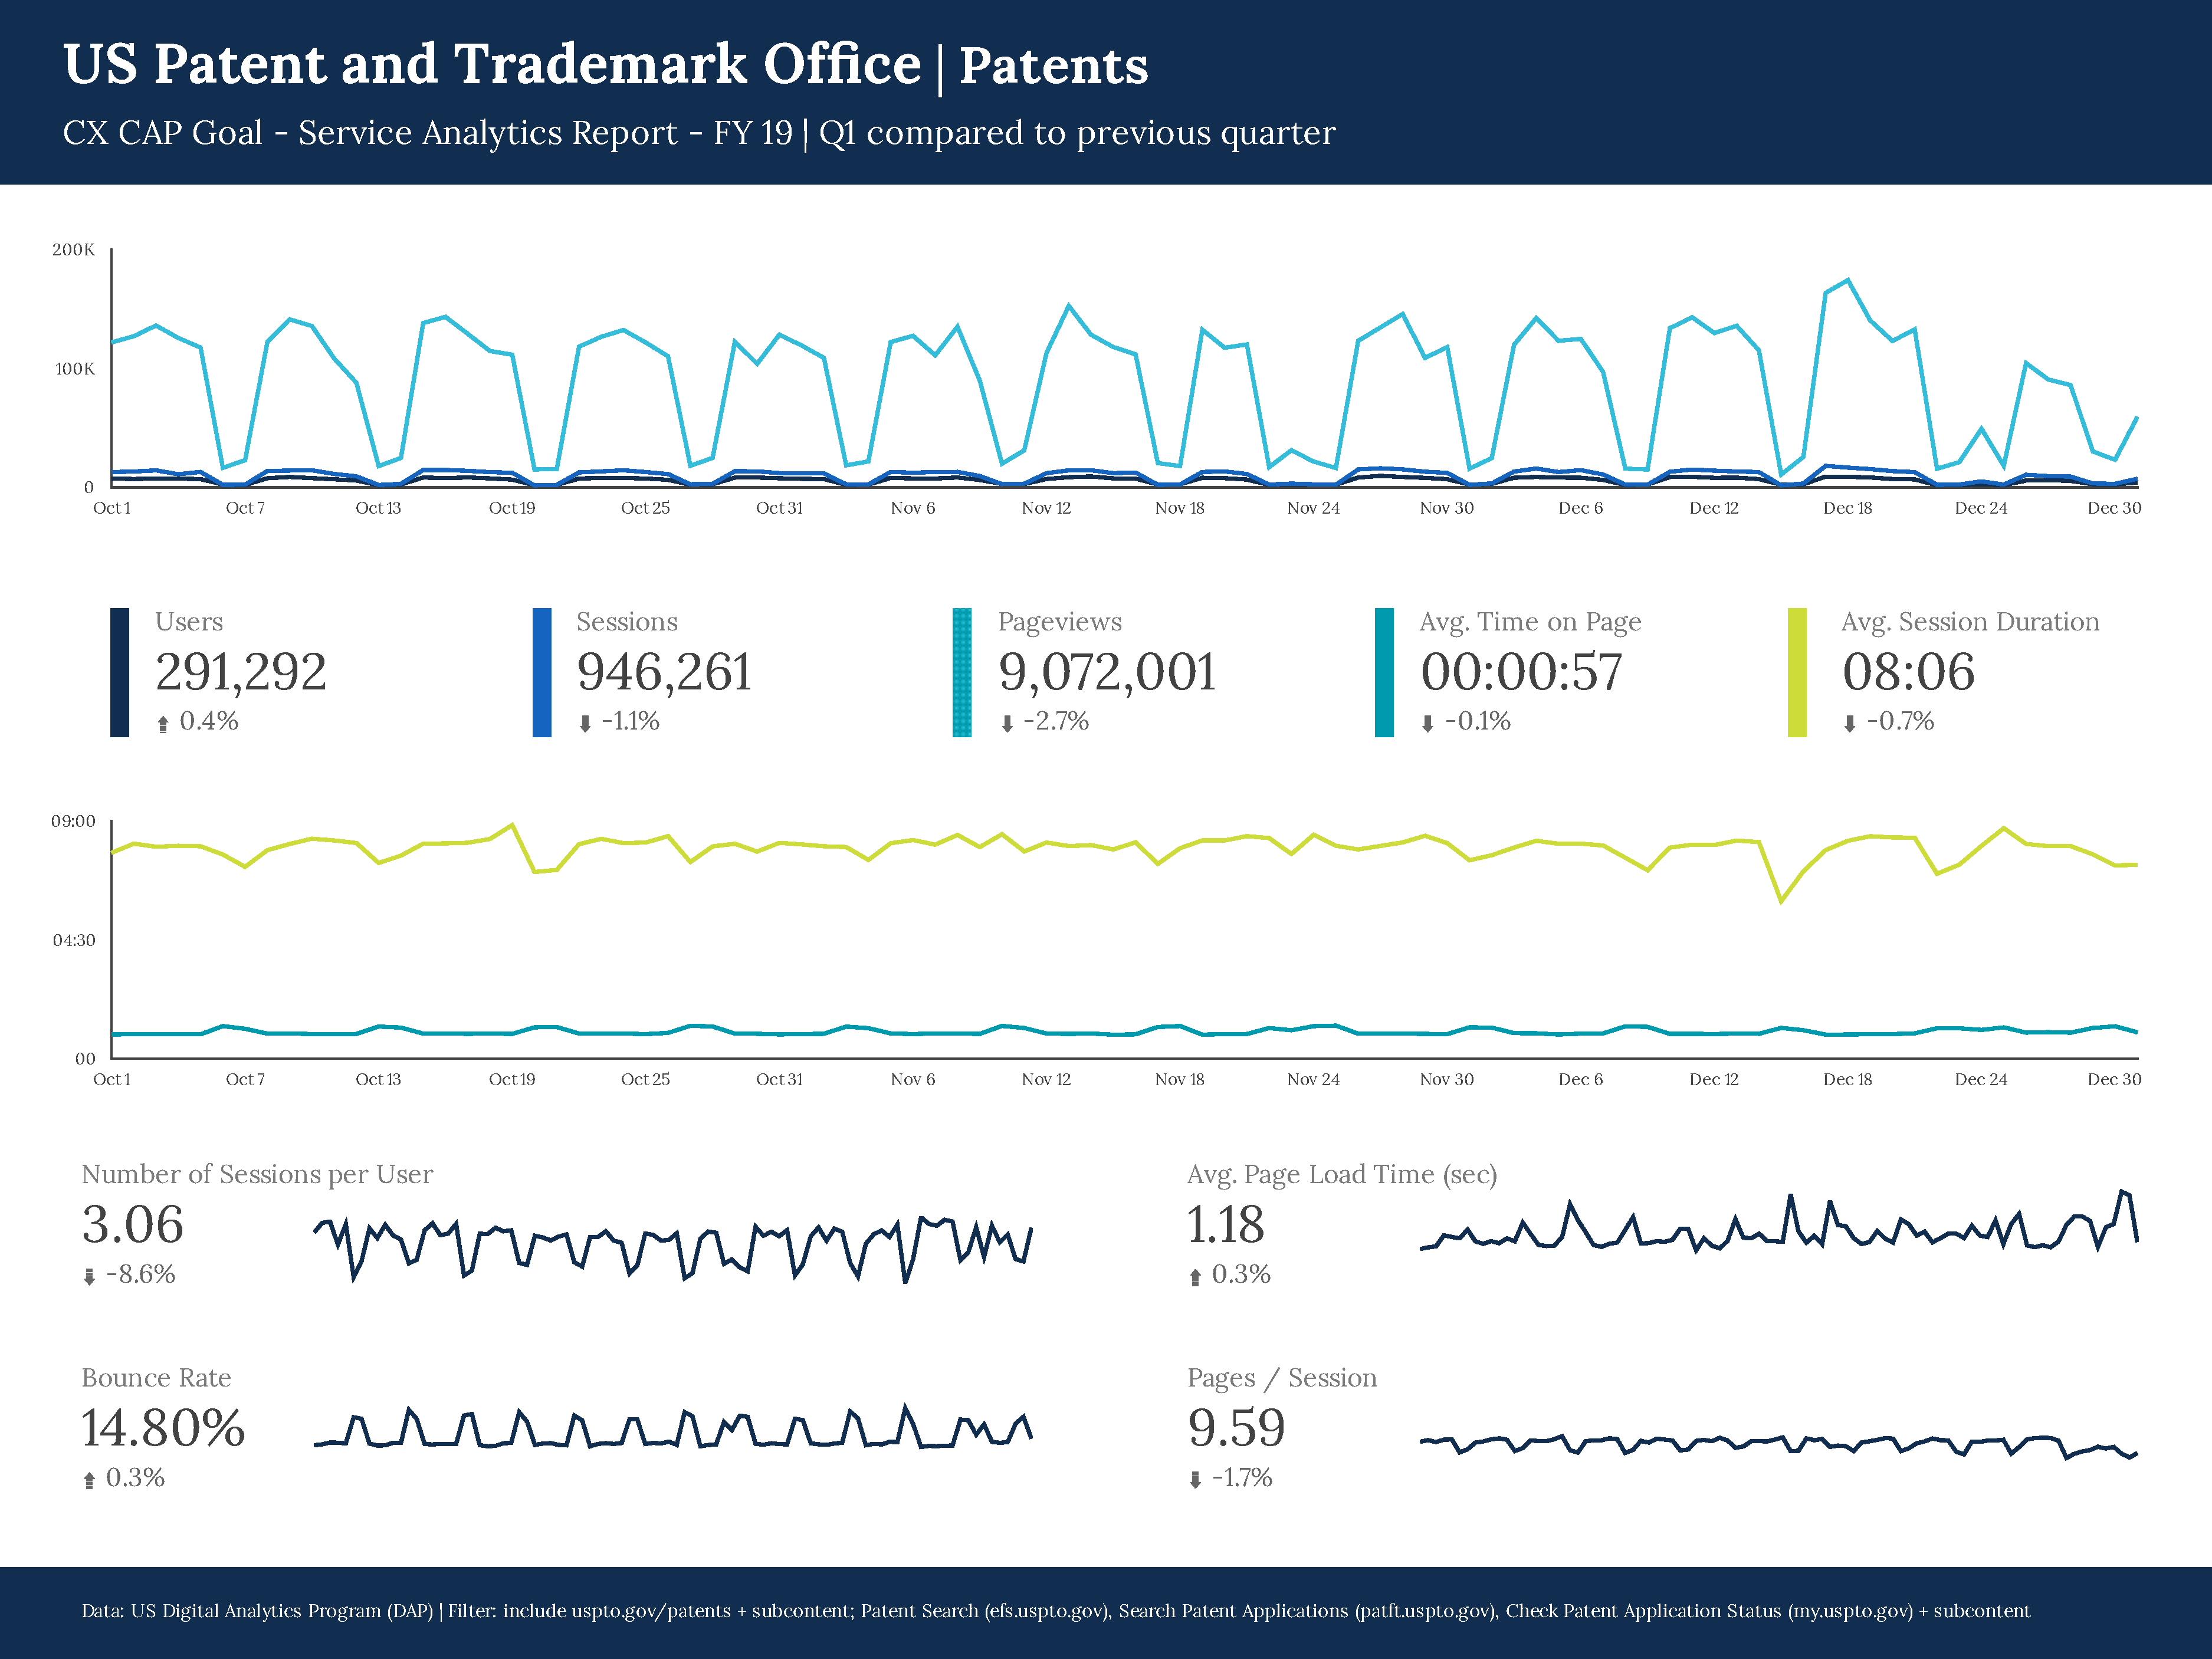 US Patent and Trademark Office | Patents
CX CAP Goal - Service Analytics Report - FY 19 | Q1 compared to previous quarter
200K
100K
0
Oct 1 Oct 7 Oct 13 Oct 19 Oct 25 Oct 31 Nov 6 Nov 12 Nov 18 Nov 24 Nov 30 Dec 6 Dec 12 Dec 18 Dec 24 Dec 30
Users Sessions Pageviews Avg. Time on Page Avg. Session Duration
291,292 946,261 9,072,001 00:00:57 08:06
0.4% -1.1% -2.7% -0.1% -0.7%
09:00
04:30
00
Oct 1 Oct 7 Oct 13 Oct 19 Oct 25 Oct 31 Nov 6 Nov 12 Nov 18 Nov 24 Nov 30 Dec 6 Dec 12 Dec 18 Dec 24 Dec 30
Number of Sessions per User Avg. Page Load Time (sec)
3.06 1.18
-8.6% 0.3%
Bounce Rate Pages / Session
14.80% 9.59
0.3% -1.7%
Data: US Digital Analytics Program (DAP) | Filter: include uspto.gov/patents + subcontent; Patent Search (efs.uspto.gov), Search Patent Applications (patft.uspto.gov), Check Patent Application Status (my.uspto.gov) + subcontent